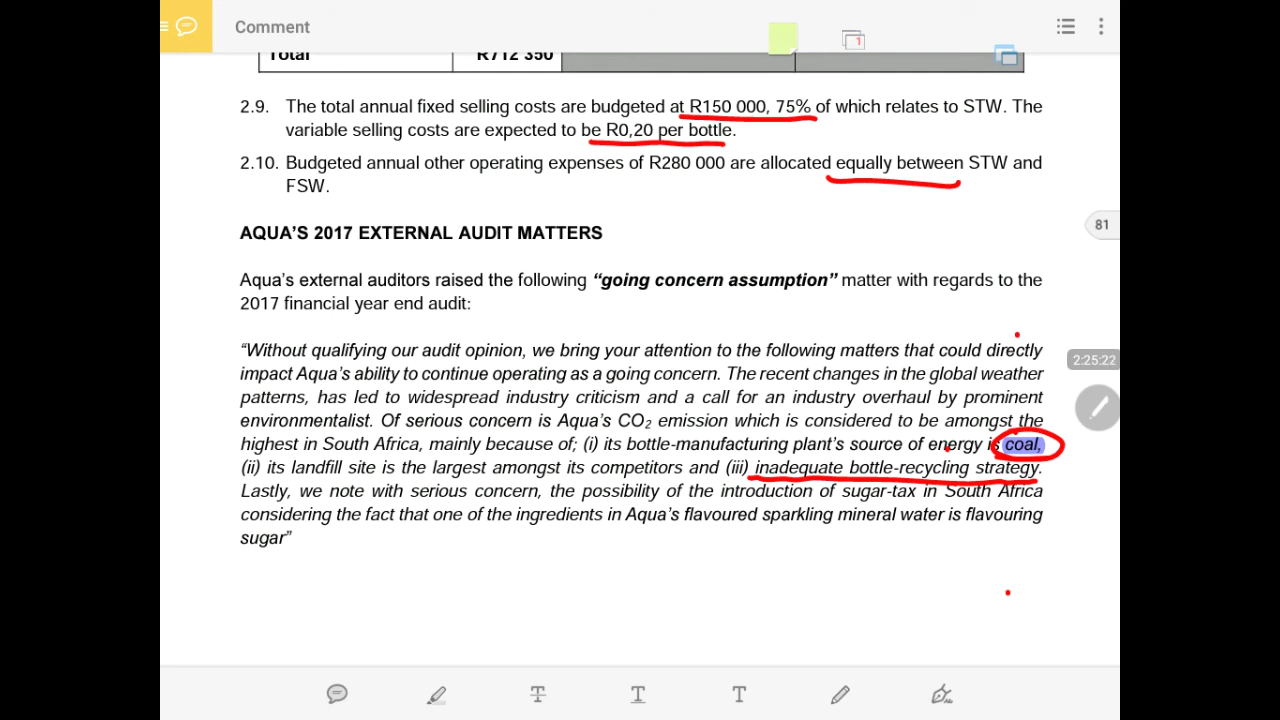 Comment
1
Total R712 350
2.9. The total annual fixed selling costs are budgeted at R150 000, 75% of which relates to STW. The
variable selling costs are expected to be R0,20 per bottle.
2.10. Budgeted annual other operating expenses of R280 000 are allocated equally between STW and
FSW.
AQUA'S 2017 EXTERNAL AUDIT MATTERS
81
Aqua's external auditors raised the following “going concern assumption” matter with regards to the
2017 financial year end audit:
“Without qualifying our audit opinion, we bring your attention to the following matters that could directly
2:25:22
impact Aqua's ability to continue operating as a going concern. The recent changes in the global weather
patterns, has led to widespread industry criticism and a call for an industry overhaul by prominent
environmentalist. Of serious concern is Aqua's CO₂ emission which is considered to be amongst the
highest in South Africa, mainly because of; (i) its bottle-manufacturing plant's source of energy is coal,
(ii) its landfill site is the largest amongst its competitors and (iii) inadequate bottle-recycling strategy.
Lastly, we note with serious concern, the possibility of the introduction of sugar-tax in South Africa
considering the fact that one of the ingredients in Aqua's flavoured sparkling mineral water is flavouring
sugar”
T T T